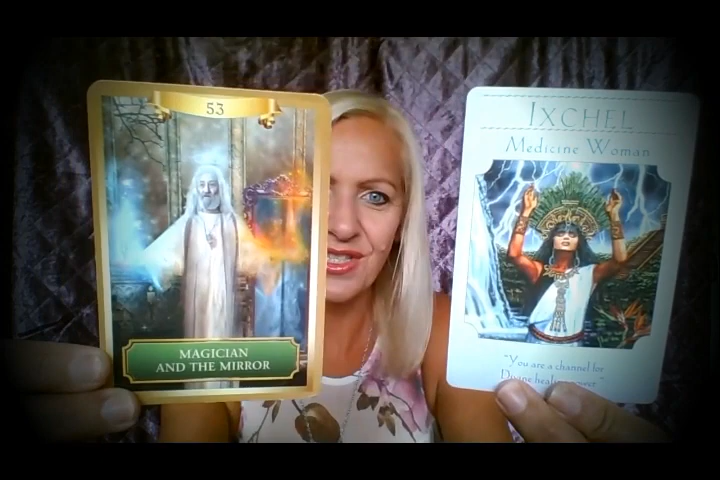 53
MAGICIAN
AND THE MIRROR
IXCHEL
Medicine Woman
"You are a channel for
Divine healing power